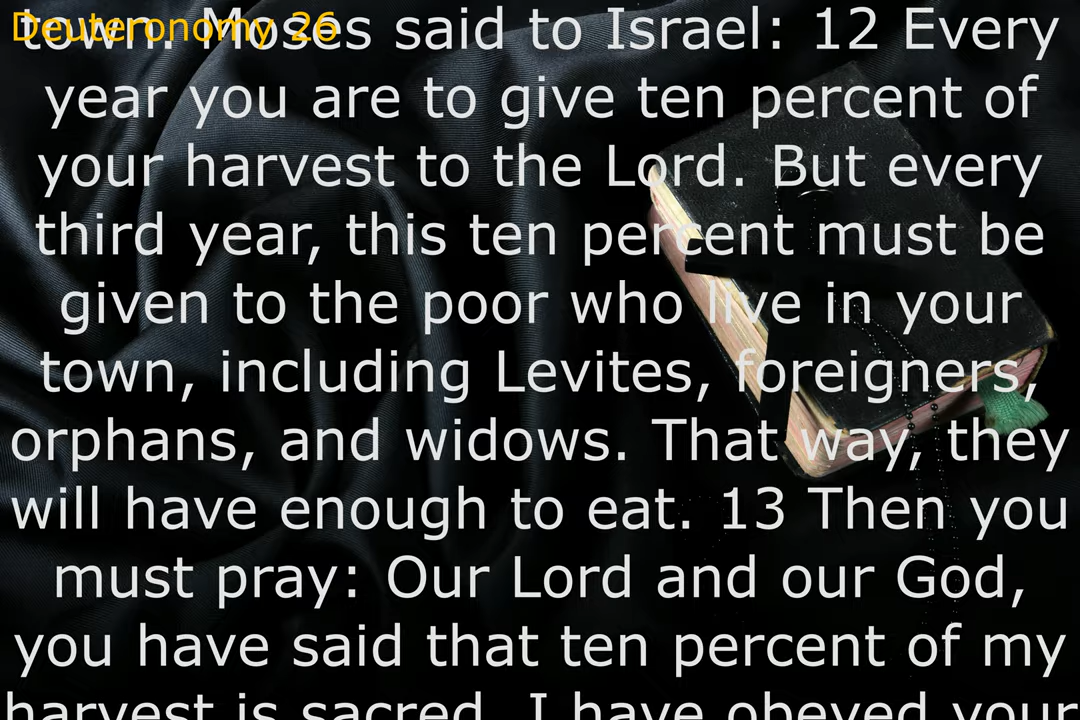 Deuteronomy 26
town. Moses said to Israel: 12 Every
year you are to give ten percent of
your harvest to the Lord. But every
third year, this ten percent must be
given to the poor who live in your
town, including Levites, foreigners,
orphans, and widows. That way, they
will have enough to eat. 13 Then you
must pray: Our Lord and our God,
you have said that ten percent of my
harvest is sacred. I have obeyed your